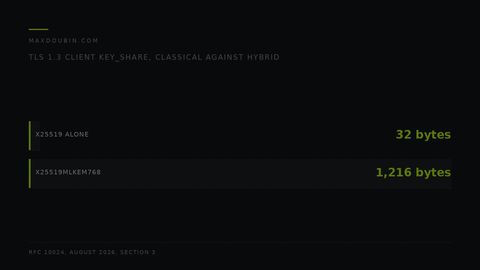 MAXDOUBIN.COM
TLS 1.3 CLIENT KEY_SHARE, CLASSICAL AGAINST HYBRID
X25519 ALONE
32 bytes
X25519MLKEM768
1,216 bytes
RFC 10024, AUGUST 2026, SECTION 3